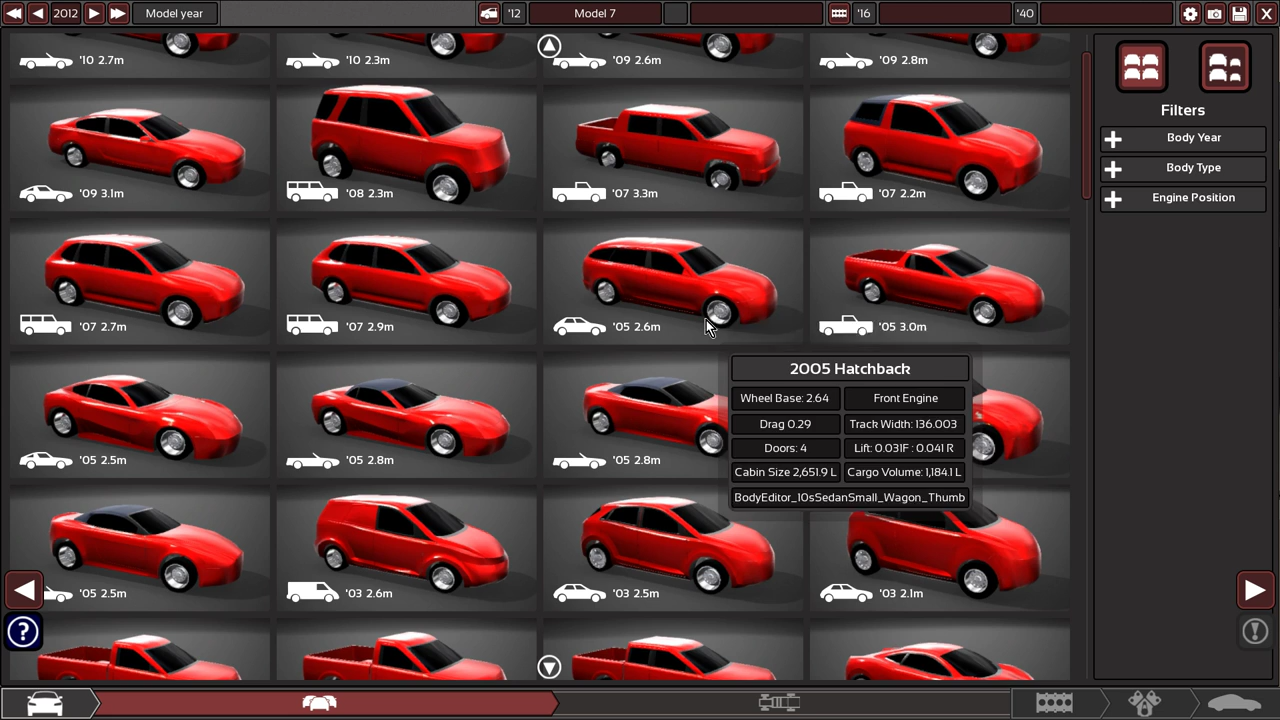 2012
Model year
'12
Model 7
'16
'40
'10 2.7m
'10 2.3m
'09 2.6m
'09 2.8m
Filters
Body Year
Body Type
Engine Position
'09 3.1m
'08 2.3m
'07 3.3m
'07 2.2m
'07 2.7m
'07 2.9m
'05 2.6m
'05 3.0m
2005 Hatchback
Wheel Base: 2.64
Front Engine
Drag 0.29
Track Width: 136.003
Doors: 4
Lift: 0.031F : 0.041 R
Cabin Size 2,651.9 L
Cargo Volume: 1,184.1 L
BodyEditor_10sSedanSmall_Wagon_Thumb
'05 2.5m
'05 2.8m
'05 2.8m
'05 2.5m
'03 2.6m
'03 2.5m
'03 2.1m